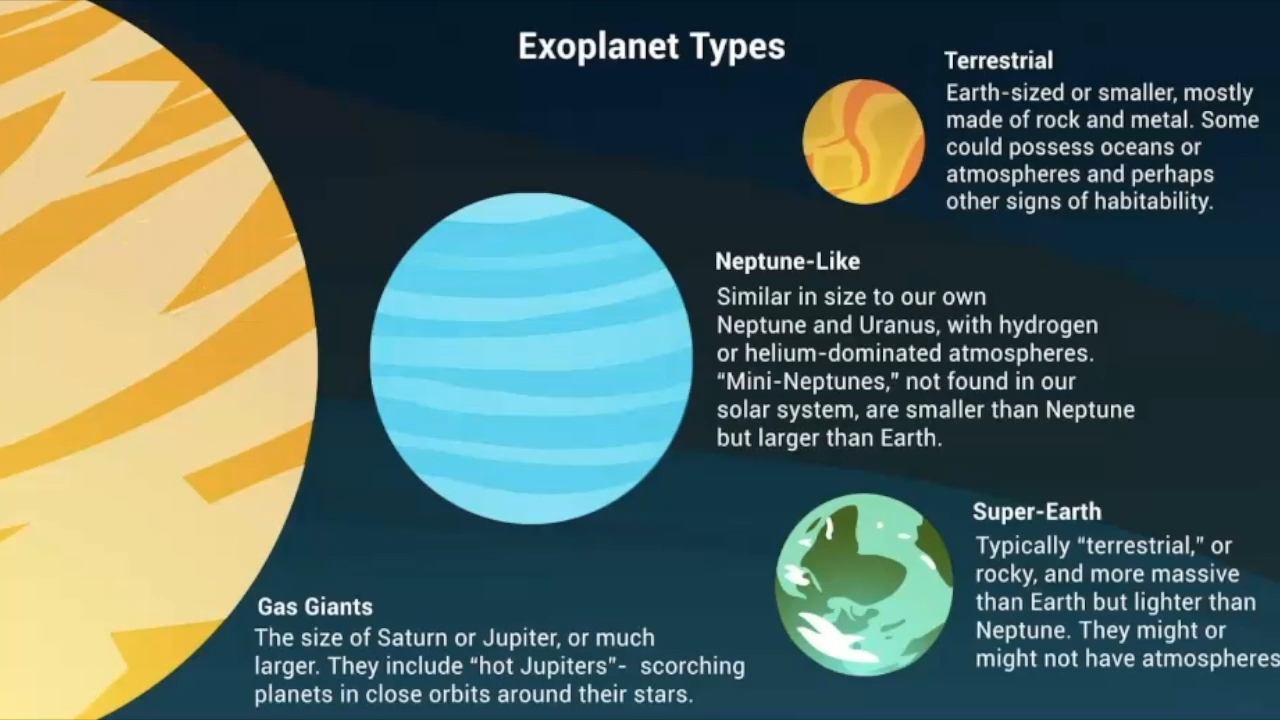 Exoplanet Types
Terrestrial
Earth-sized or smaller, mostly
made of rock and metal. Some
could possess oceans or
atmospheres and perhaps
other signs of habitability.
Neptune-Like
Similar in size to our own
Neptune and Uranus, with hydrogen
or helium-dominated atmospheres.
“Mini-Neptunes,” not found in our
solar system, are smaller than Neptune
but larger than Earth.
Super-Earth
Typically “terrestrial,” or
rocky, and more massive
than Earth but lighter than
Neptune. They might or
might not have atmospheres
Gas Giants
The size of Saturn or Jupiter, or much
larger. They include “hot Jupiters”- scorching
planets in close orbits around their stars.